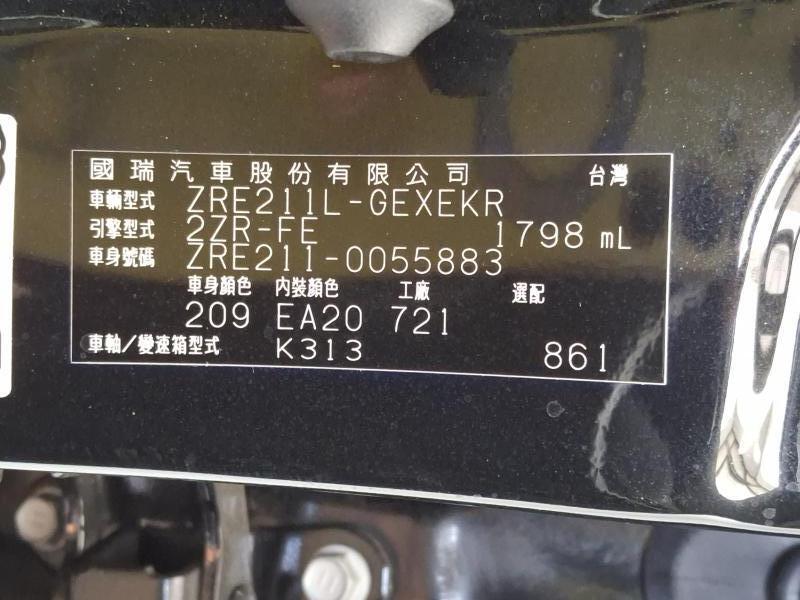 國瑞汽車股份有限公司 台灣
車輛型式 ZRE211L-GEXEKR
引擎型式 2ZR-FE 1798 mL
車身號碼 ZRE211-0055883
車身顏色 內裝顏色 工廠 選配
209 EA20 721
車軸/變速箱型式 K313 861